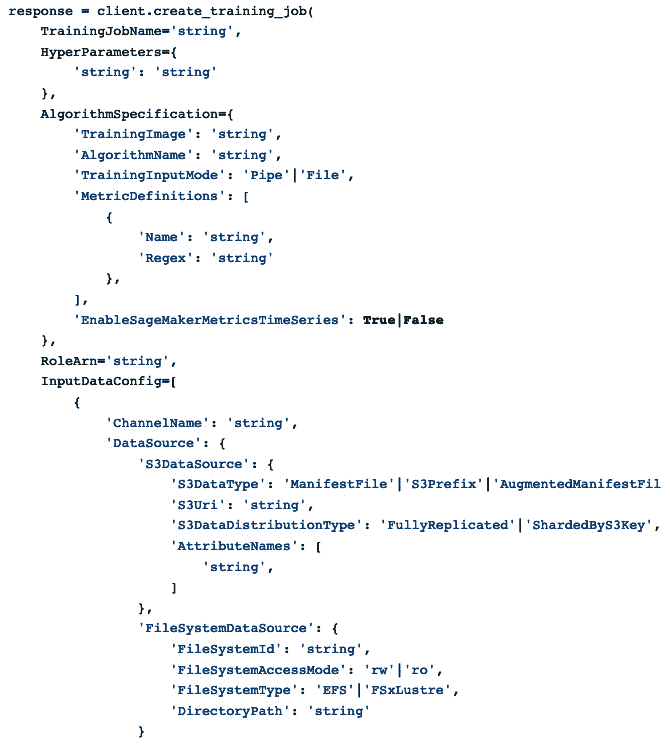 response = client.create_training_job(
    TrainingJobName='string',
    HyperParameters={
        'string': 'string'
    },
    AlgorithmSpecification={
        'TrainingImage': 'string',
        'AlgorithmName': 'string',
        'TrainingInputMode': 'Pipe'|'File',
        'MetricDefinitions': [
            {
                'Name': 'string',
                'Regex': 'string'
            },
        ],
        'EnableSageMakerMetricsTimeSeries': True|False
    },
    RoleArn='string',
    InputDataConfig=[
        {
            'ChannelName': 'string',
            'DataSource': {
                'S3DataSource': {
                    'S3DataType': 'ManifestFile'|'S3Prefix'|'AugmentedManifestFil
                    'S3Uri': 'string',
                    'S3DataDistributionType': 'FullyReplicated'|'ShardedByS3Key',
                    'AttributeNames': [
                        'string',
                    ]
                },
                'FileSystemDataSource': {
                    'FileSystemId': 'string',
                    'FileSystemAccessMode': 'rw'|'ro',
                    'FileSystemType': 'EFS'|'FSxLustre',
                    'DirectoryPath': 'string'
                }